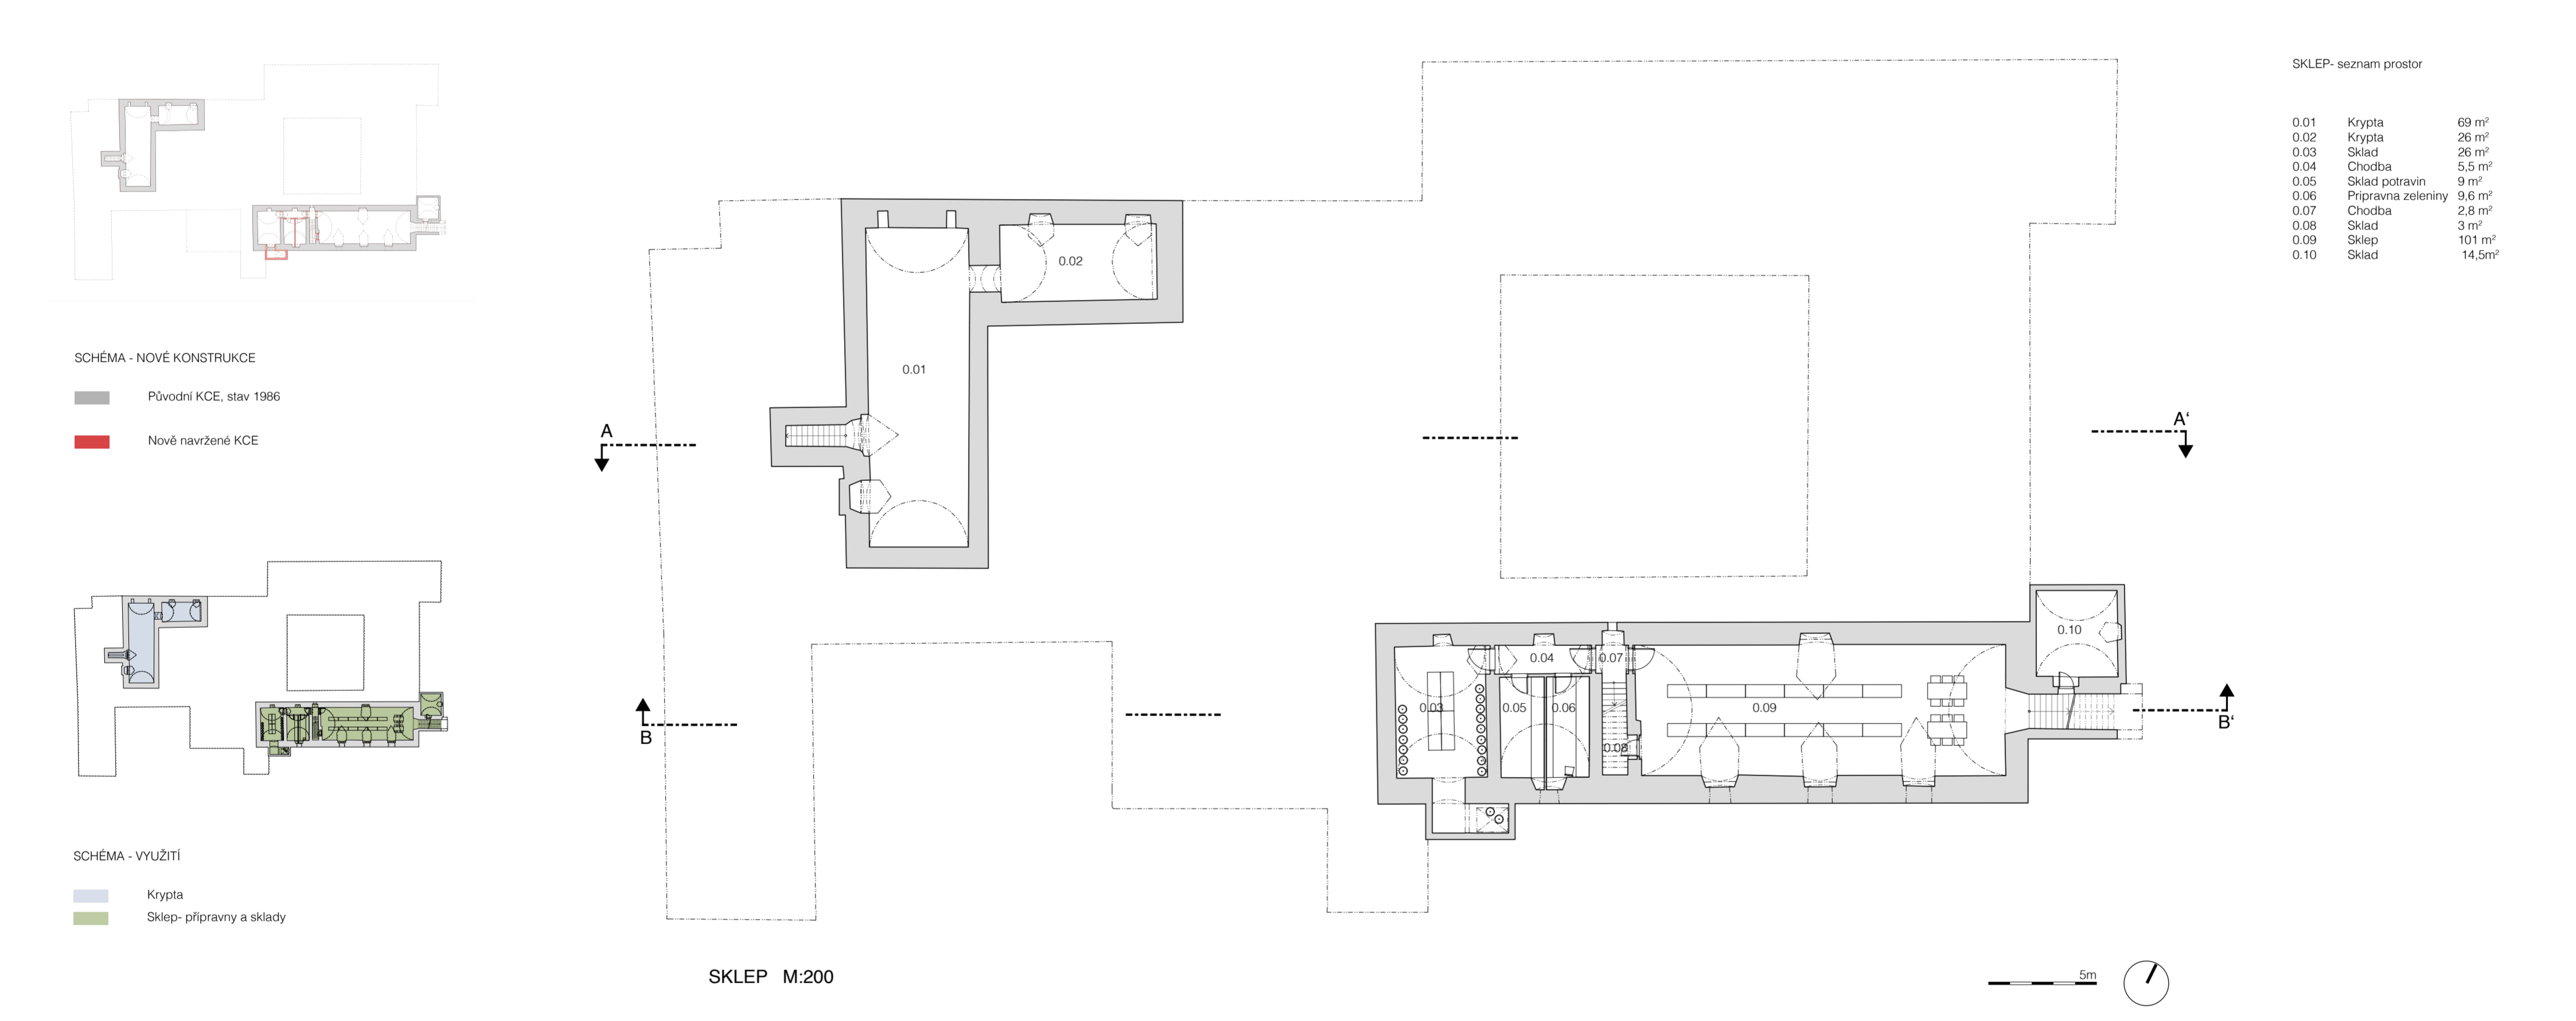 SCHÉMA - NOVÉ KONSTRUKCE
Původní KCE, stav 1986
Nově navržené KCE
SCHÉMA - VYUŽITÍ
Krypta
Sklep- přípravny a sklady
0.02
0.01
A
A‘
0.10
0.04
0.07
0.03
0.05
0.06
0.09
0.08
B
B‘
SKLEP M:200
5m
SKLEP- seznam prostor
0.01 Krypta 69 m²
0.02 Krypta 26 m²
0.03 Sklad 26 m²
0.04 Chodba 5,5 m²
0.05 Sklad potravin 9 m²
0.06 Pripravna zeleniny 9,6 m²
0.07 Chodba 2,8 m²
0.08 Sklad 3 m²
0.09 Sklep 101 m²
0.10 Sklad 14,5m²